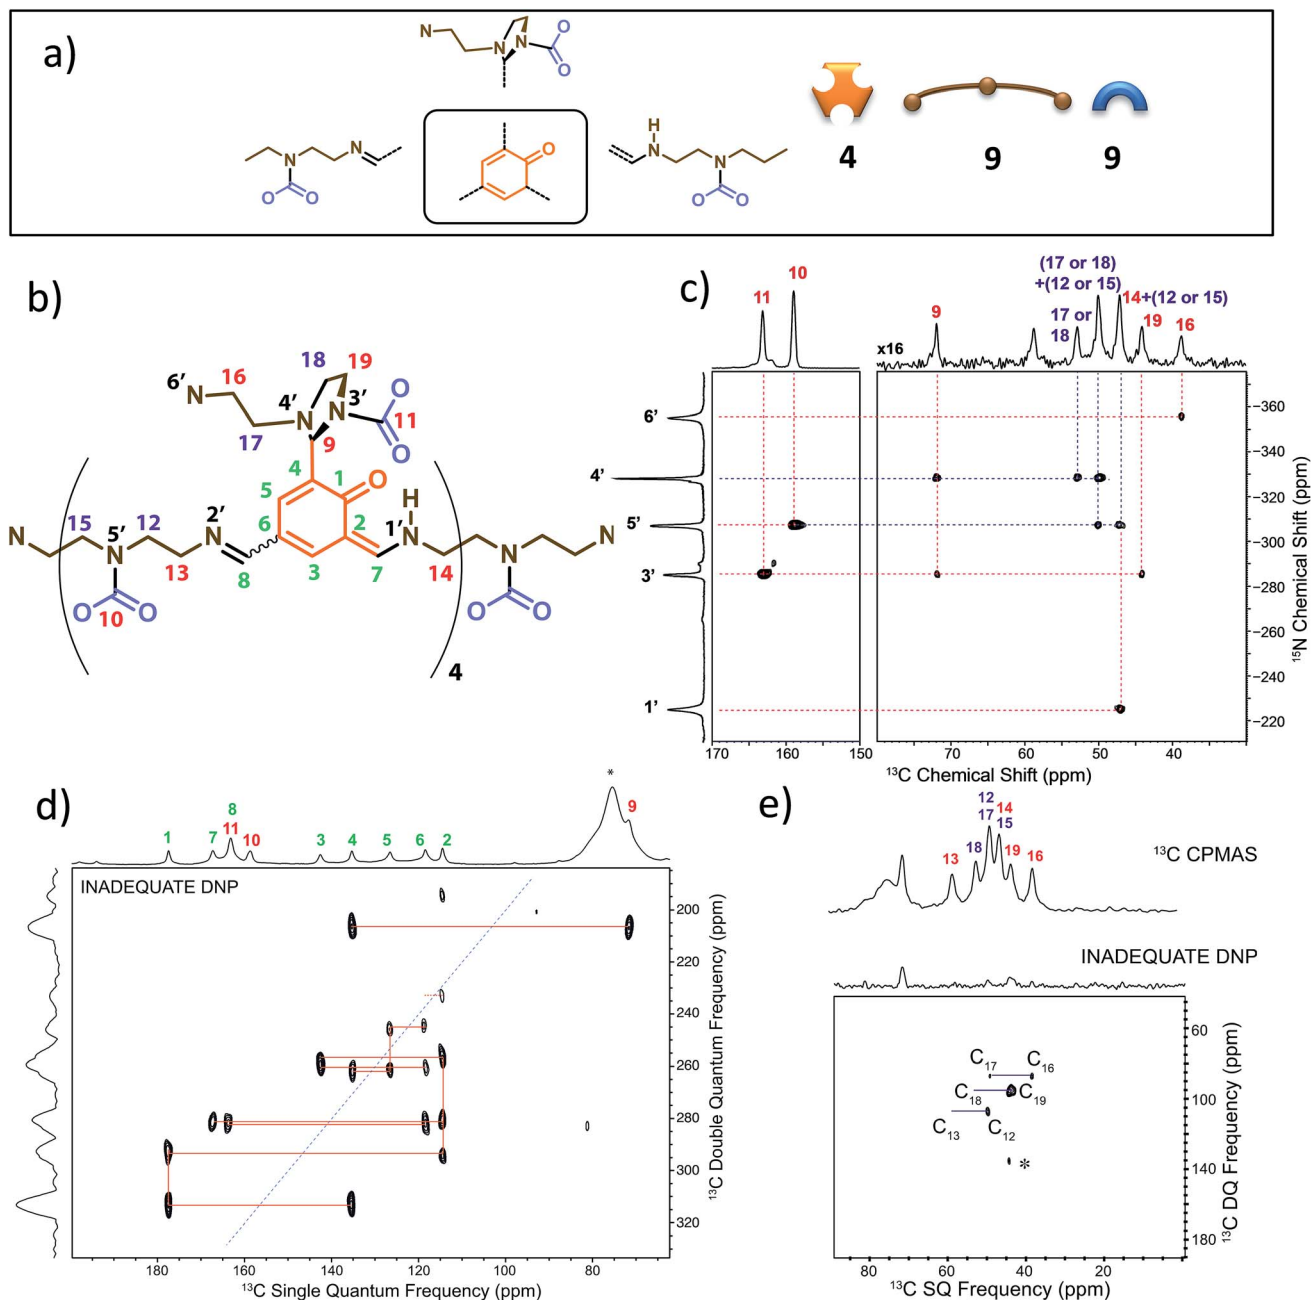 a)
N
N
N
O
O
N
N
O
O
O
H
N
N
O
O
4
9
9
b)
18
19
6'
16
O
N
4'
3'
N
N
11
17
9
O
4
1
O
5
H
15
5'
12
2'
6
2
1'
N
N
N
N
N
N
13
8
3
7
14
O
10
O
O
O
4
c)
(17 or 18)
+(12 or 15)
10
11
14
+(12 or 15)
9
17 or
18
19
16
x16
6'
4'
5'
3'
1'
−360
−340
−320
−300
−280
−260
−240
−220
15N Chemical Shift (ppm)
170
160
150
70
60
50
40
13C Chemical Shift (ppm)
d)
*
9
8
1
7
11
10
3
4
5
6
2
INADEQUATE DNP
200
220
240
260
280
300
320
13C Double Quantum Frequency (ppm)
180
160
140
120
100
80
13C Single Quantum Frequency (ppm)
e)
12
17
14
15
18
13
19
16
13C CPMAS
INADEQUATE DNP
C17
C16
C18
C19
C13
C12
*
60
100
140
180
13C DQ Frequency (ppm)
80
60
40
20
13C SQ Frequency (ppm)